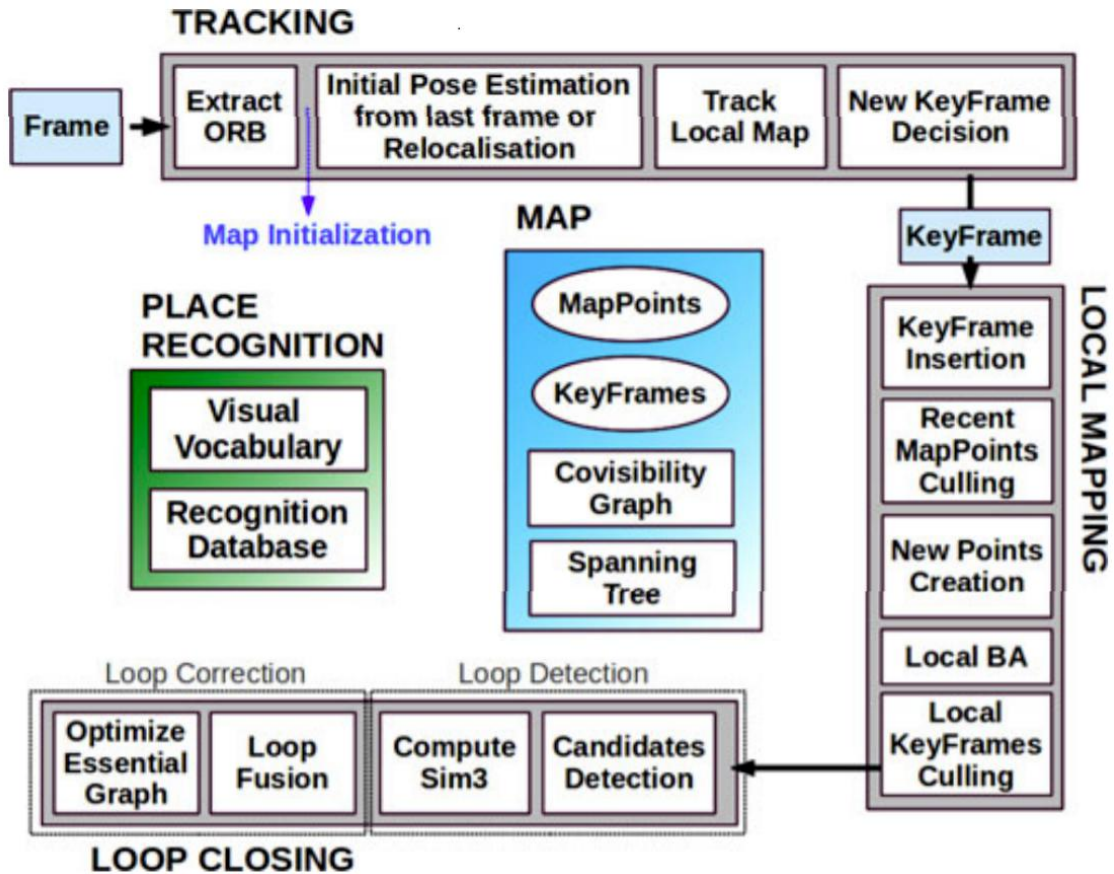 TRACKING
Frame
Extract
ORB
Initial Pose Estimation
from last frame or
Relocalisation
Track
Local Map
New KeyFrame
Decision
Map Initialization
MAP
KeyFrame
MapPoints
KeyFrames
Covisibility
Graph
Spanning
Tree
PLACE
RECOGNITION
Visual
Vocabulary
Recognition
Database
LOCAL MAPPING
KeyFrame
Insertion
Recent
MapPoints
Culling
New Points
Creation
Local BA
Local
KeyFrames
Culling
Loop Correction
Loop Detection
Optimize
Essential
Graph
Loop
Fusion
Compute
Sim3
Candidates
Detection
LOOP CLOSING